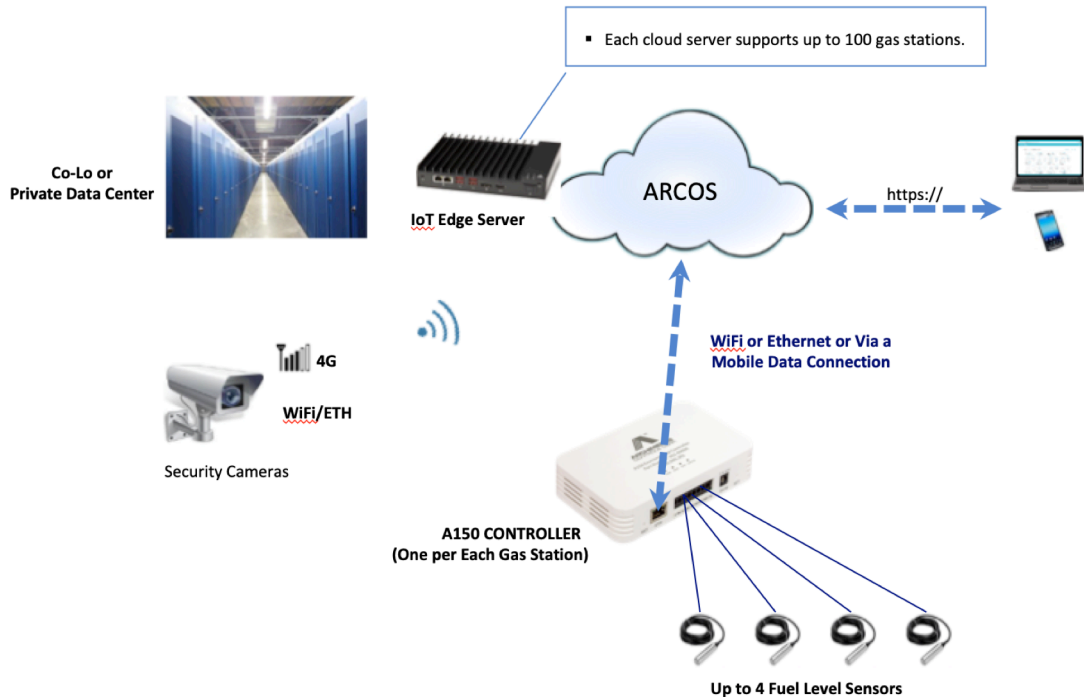 ▪ Each cloud server supports up to 100 gas stations.
Co-Lo or
Private Data Center
IoT Edge Server
ARCOS
https://
4G
WiFi/ETH
WiFi or Ethernet or Via a
Mobile Data Connection
Security Cameras
A150 CONTROLLER
(One per Each Gas Station)
Up to 4 Fuel Level Sensors